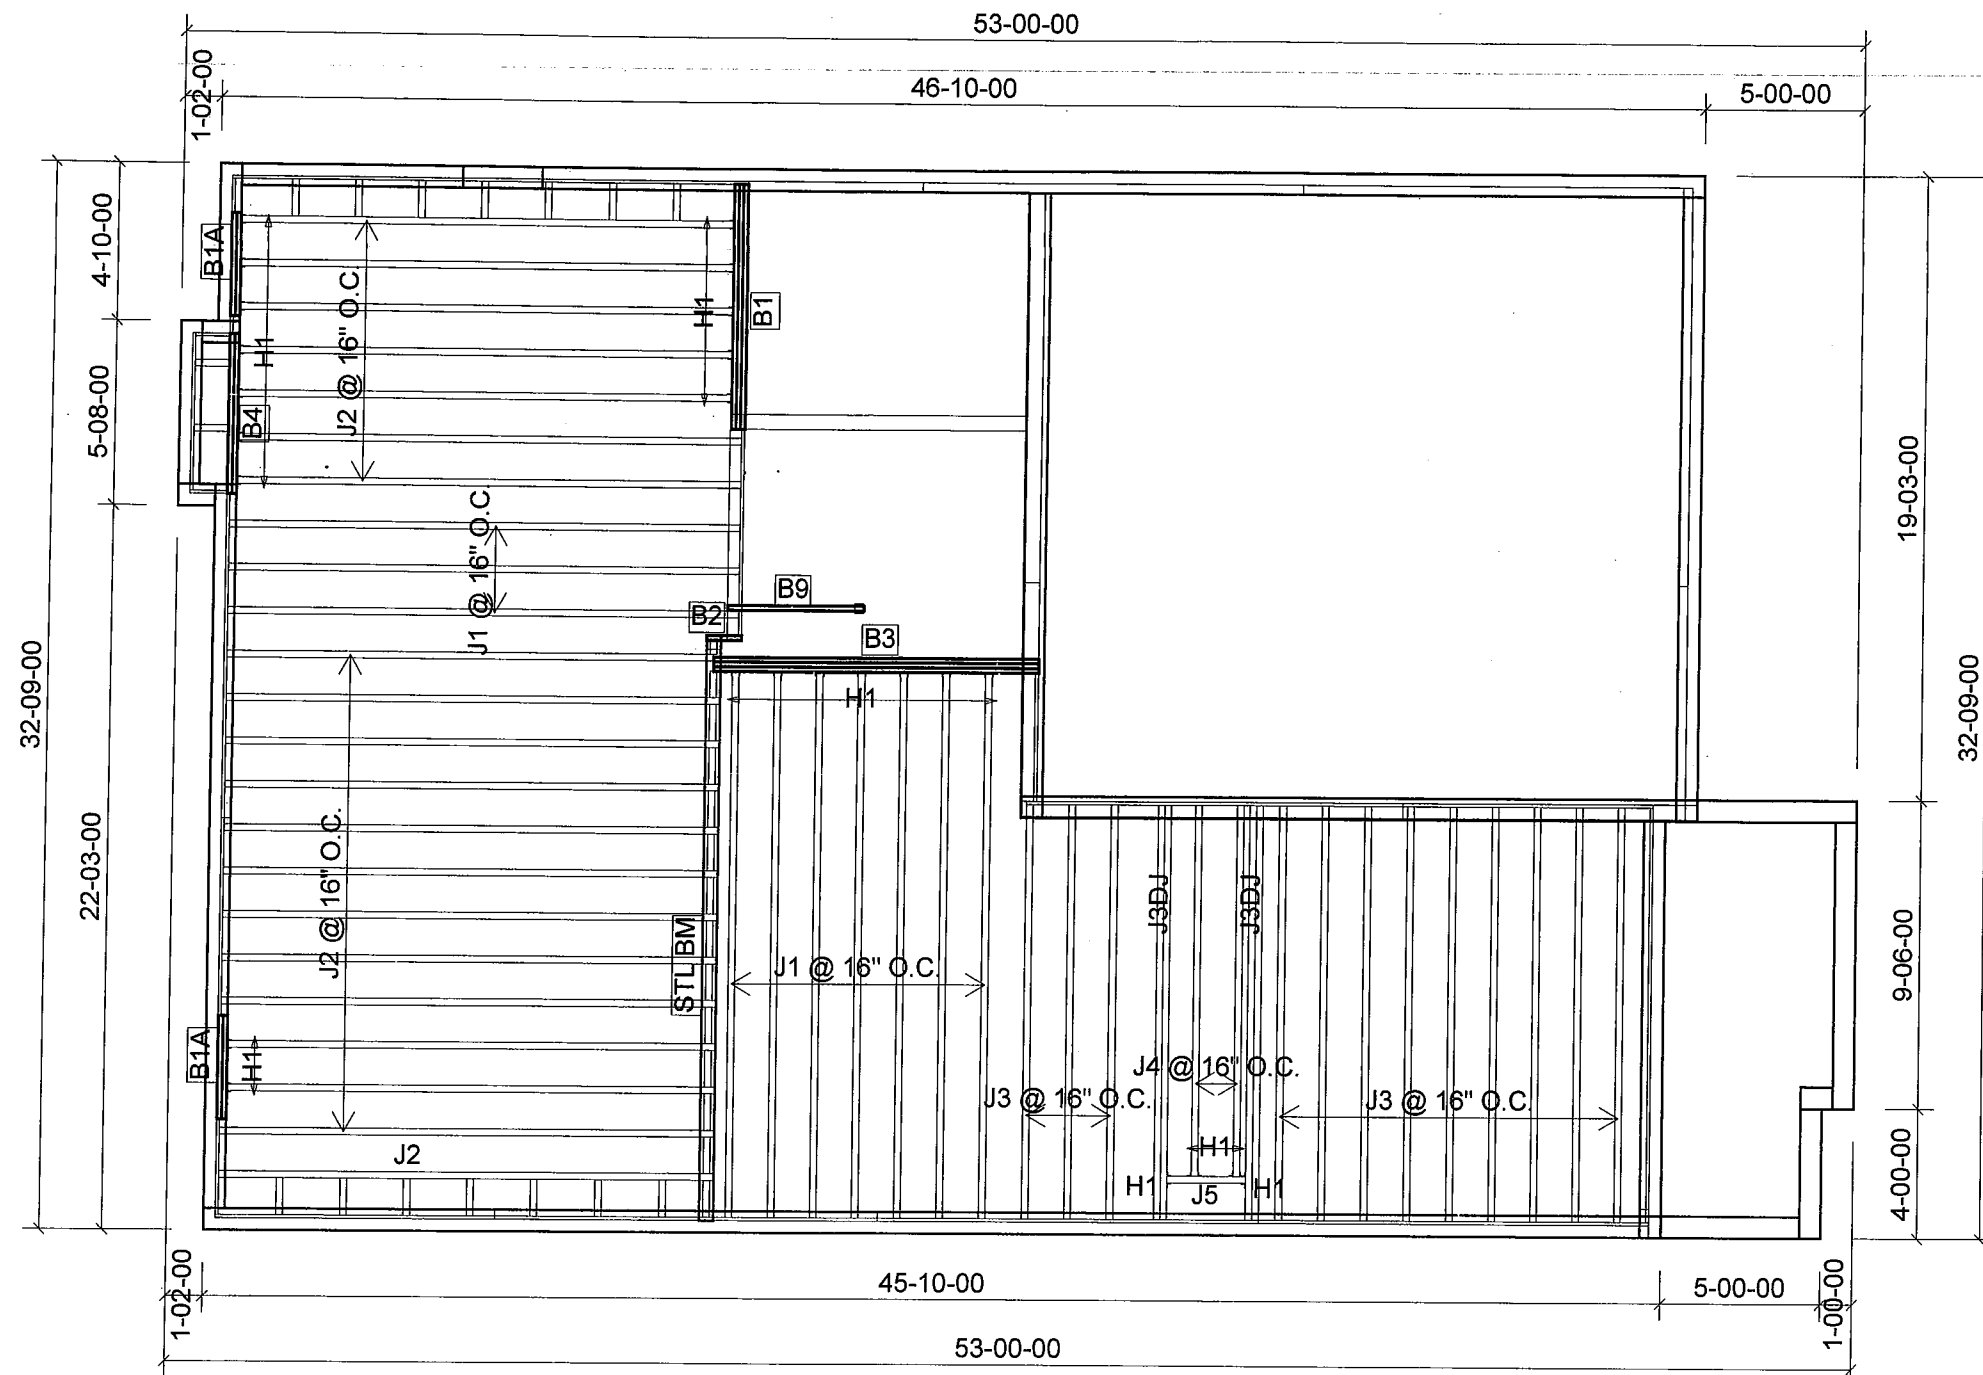 53-00-00
1-02-00
46-10-00
5-00-00
4-10-00
B1A
H1
J2 @ 16" O.C.
H1
B1
5-08-00
B4
19-03-00
J1 @ 16" O.C.
B9
B2
B3
32-09-00
32-09-00
H1
J2 @ 16" O.C.
22-03-00
STL BM
J3DJ
J3DJ
9-06-00
J1 @ 16" O.C.
B1A
H1
J4 @ 16" O.C.
J3 @ 16" O.C.
J3 @ 16" O.C.
J2
H1
H1
J5
H1
4-00-00
1-02-00
45-10-00
5-00-00
1-00-00
53-00-00